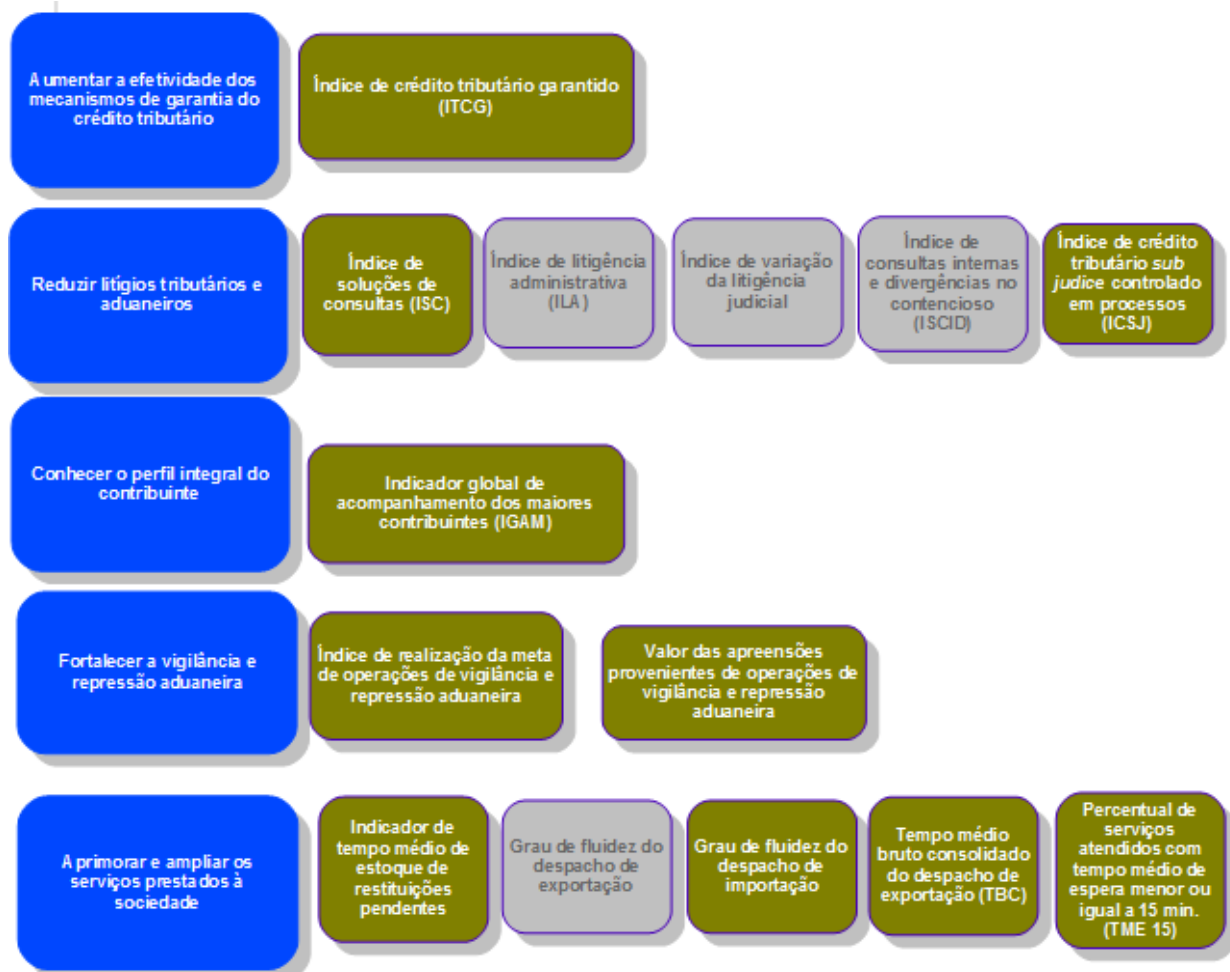 Aumentar a efetividade dos
mecanismos de garantia do
crédito tributário
Índice de crédito tributário garantido
(ITCG)
Reduzir litígios tributários e
aduaneiros
Índice de
soluções de
consultas (ISC)
Índice de litigência
administrativa
(ILA)
Índice de variação
da litigência
judicial
Índice de
consultas internas
e divergências no
contencioso
(ISCID)
Índice de crédito
tributário sub
judice controlado
em processos
(ICSJ)
Conhecer o perfil integral do
contribuinte
Indicador global de
acompanhamento dos maiores
contribuintes (IGAM)
Fortalecer a vigilância e
repressão aduaneira
Índice de realização da meta
de operações de vigilância e
repressão aduaneira
Valor das apreensões
provenientes de operações de
vigilância e repressão
aduaneira
Aprimorar e ampliar os
serviços prestados à
sociedade
Indicador de
tempo médio de
estoque de
restituições
pendentes
Grau de fluidez do
despacho de
exportação
Grau de fluidez do
despacho de
importação
Tempo médio
bruto consolidado
do despacho de
exportação (TBC)
Percentual de
serviços
atendidos com
tempo médio de
espera menor ou
igual a 15 min.
(TME 15)